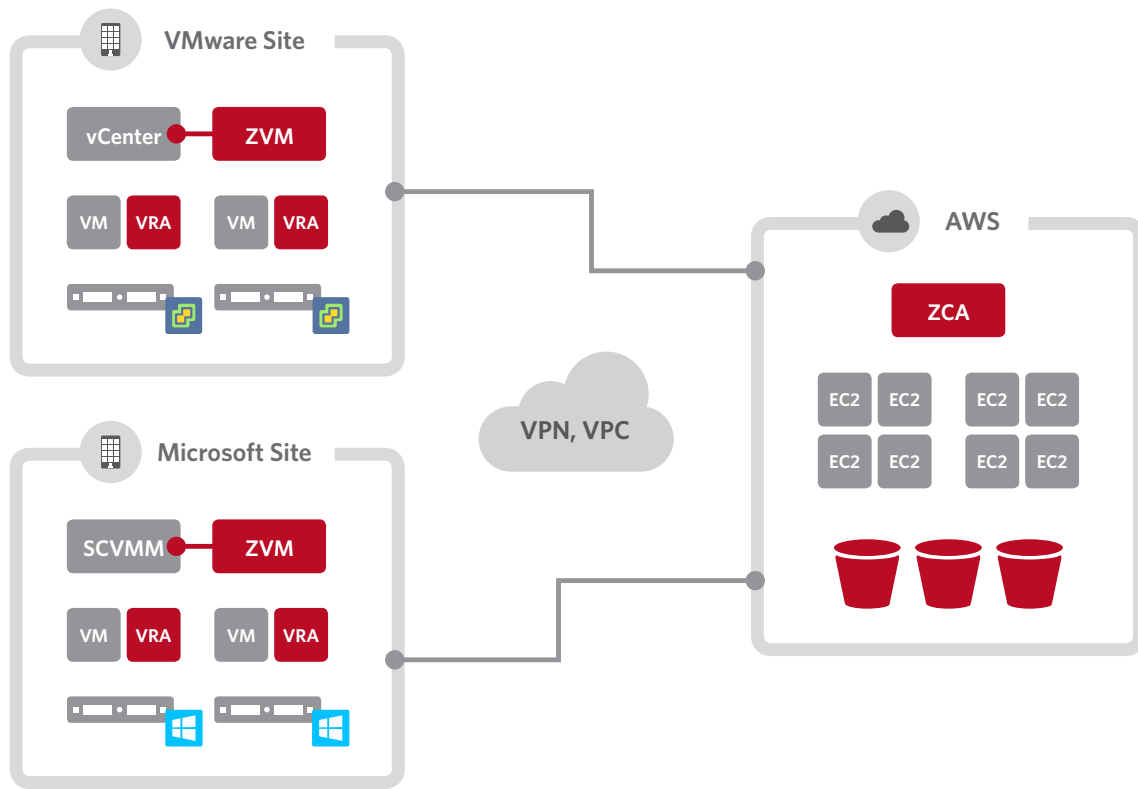 VMware Site
vCenter
ZVM
VM
VRA
VM
VRA
Microsoft Site
SCVMM
ZVM
VM
VRA
VM
VRA
VPN, VPC
AWS
ZCA
EC2 EC2 EC2 EC2
EC2 EC2 EC2 EC2